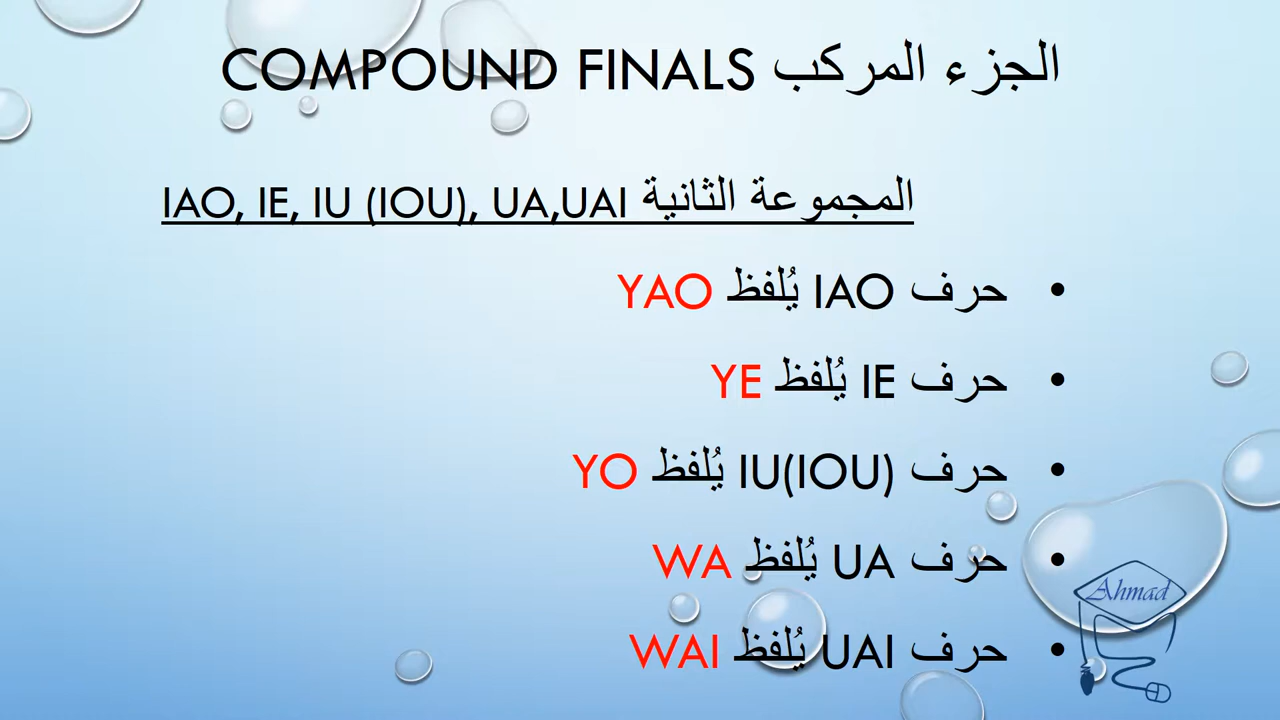 الجزء المركب COMPOUND FINALS
المجموعة الثانية IAO, IE, IU (IOU), UA,UAI
• حرف IAO يُلفظ YAO
• حرف IE يُلفظ YE
• حرف IU(IOU) يُلفظ YO
• حرف UA يُلفظ WA
• حرف UAI يُلفظ WAI
Ahmad